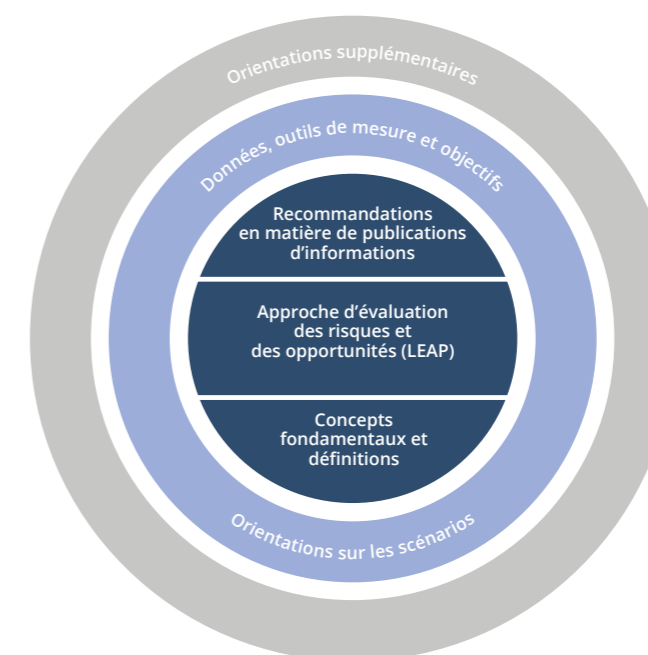 Orientations supplémentaires
Données, outils de mesure et objectifs
Recommandations
en matière de publications
d’informations
Approche d’évaluation
des risques et
des opportunités (LEAP)
Concepts
fondamentaux et
définitions
Orientations sur les scénarios